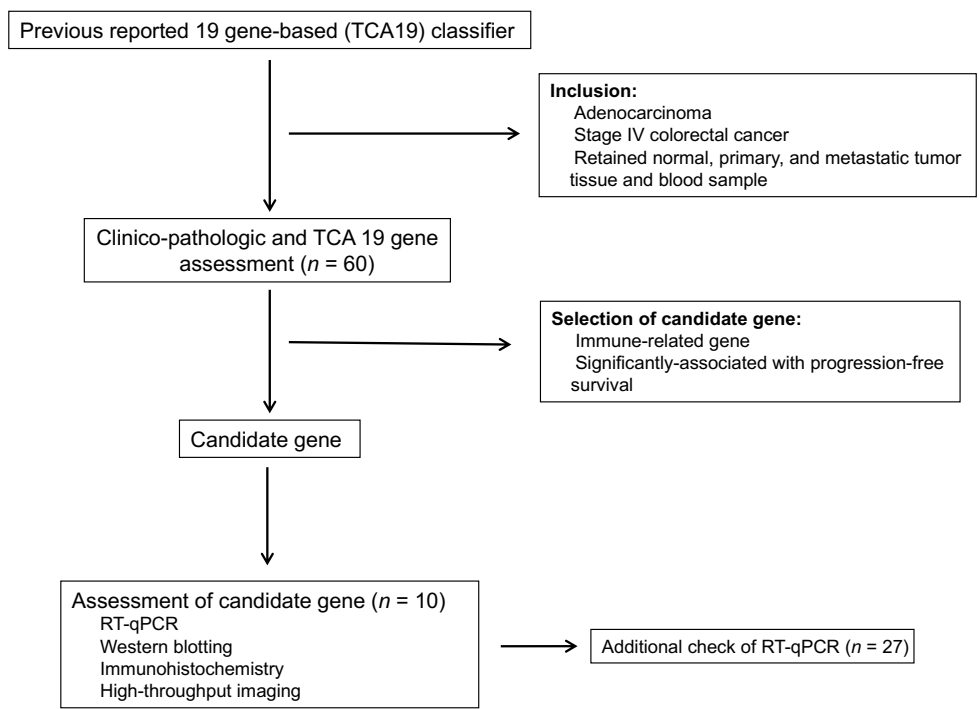 Previous reported 19 gene-based (TCA19) classifier
Inclusion:
Adenocarcinoma
Stage IV colorectal cancer
Retained normal, primary, and metastatic tumor
tissue and blood sample
Clinico-pathologic and TCA 19 gene
assessment (n = 60)
Selection of candidate gene:
Immune-related gene
Significantly-associated with progression-free
survival
Candidate gene
Assessment of candidate gene (n = 10)
RT-qPCR
Western blotting
Immunohistochemistry
High-throughput imaging
Additional check of RT-qPCR (n = 27)